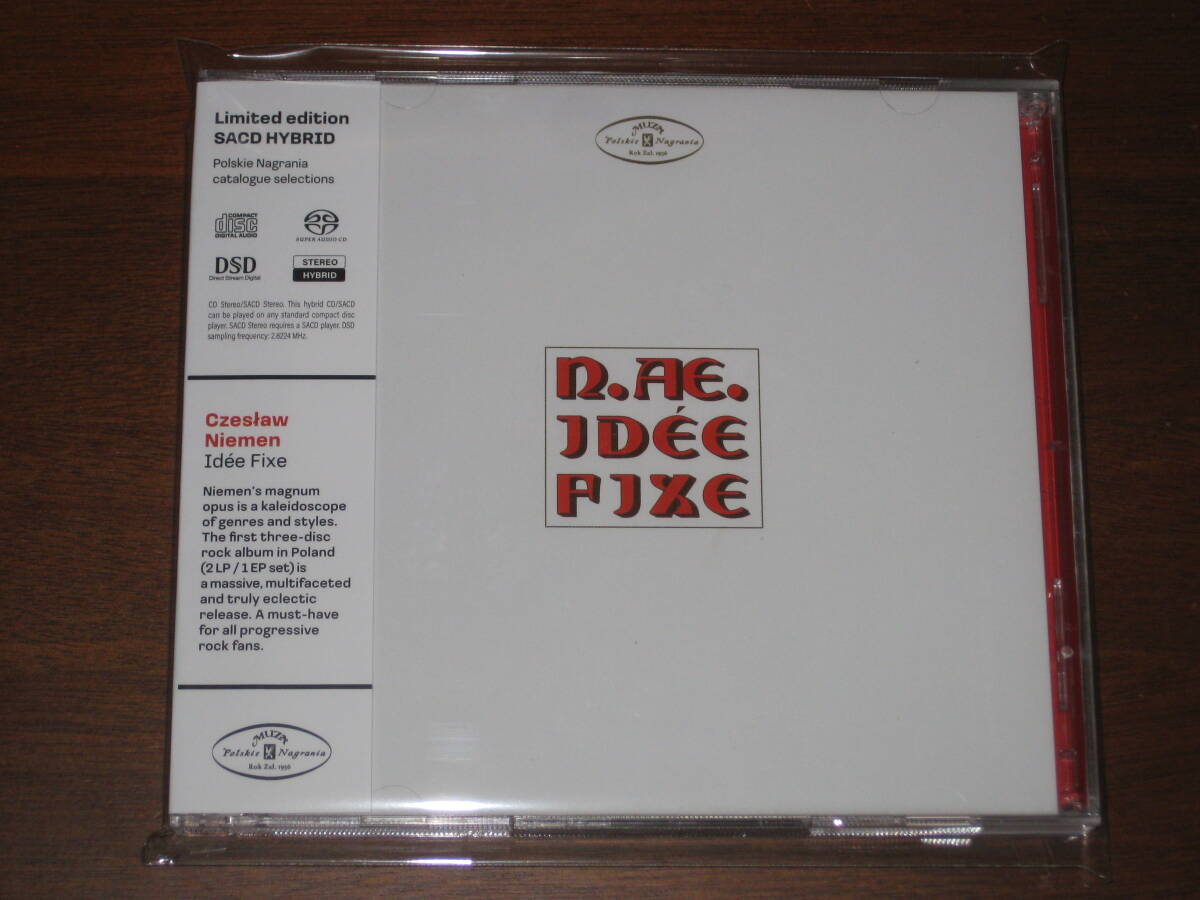 Limited edition
SACD HYBRID
Polskie Nagrania
catalogue selections
COMPACT
disc
DIGITAL AUDIO
SUPER AUDIO CD
DSD
Direct Stream Digital
STEREO
HYBRID
CD Stereo/SACD Stereo. This hybrid CD/SACD
can be played on any standard compact disc
player. SACD Stereo requires a SACD player. DSD
sampling frequency: 2.8224 MHz.
Czesław
Niemen
Idée Fixe
Niemen's magnum
opus is a kaleidoscope
of genres and styles.
The first three-disc
rock album in Poland
(2 LP / 1 EP set) is
a massive, multifaceted
and truly eclectic
release. A must-have
for all progressive
rock fans.
MUZA
Polskie Nagrania
Rok Zał. 1956
MUZA
Polskie Nagrania
Rok Zał. 1956
N.AE.
IDÉE
FIXE